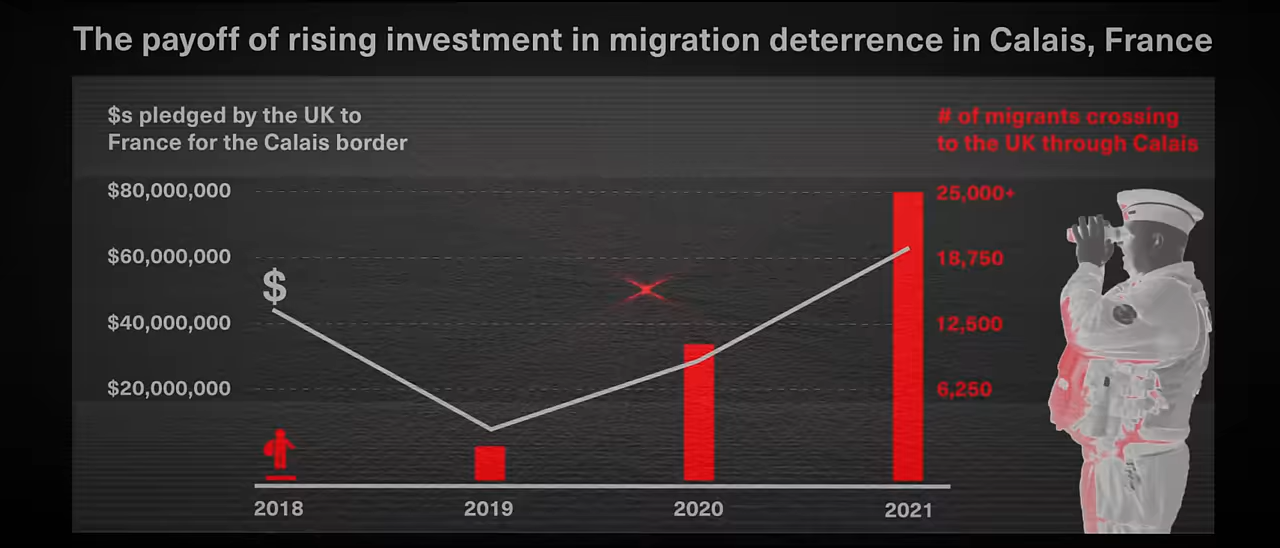 The payoff of rising investment in migration deterrence in Calais, France
$s pledged by the UK to
France for the Calais border
# of migrants crossing
to the UK through Calais
$80,000,000
25,000+
$60,000,000
18,750
$
$40,000,000
12,500
$20,000,000
6,250
2018
2019
2020
2021